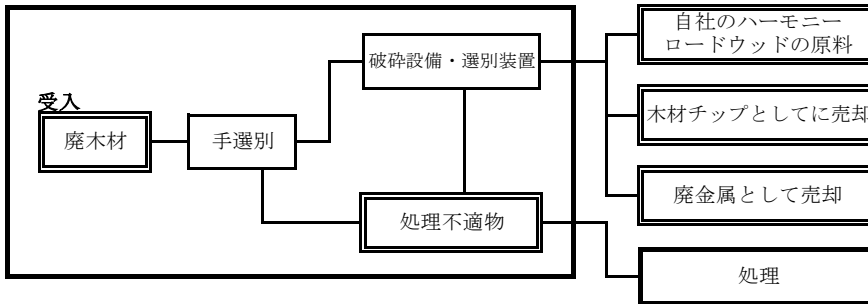 自社のハーモニー
ロードウッドの原料
破砕設備・選別装置
受入
廃木材
手選別
木材チップとしてに売却
廃金属として売却
処理不適物
処理